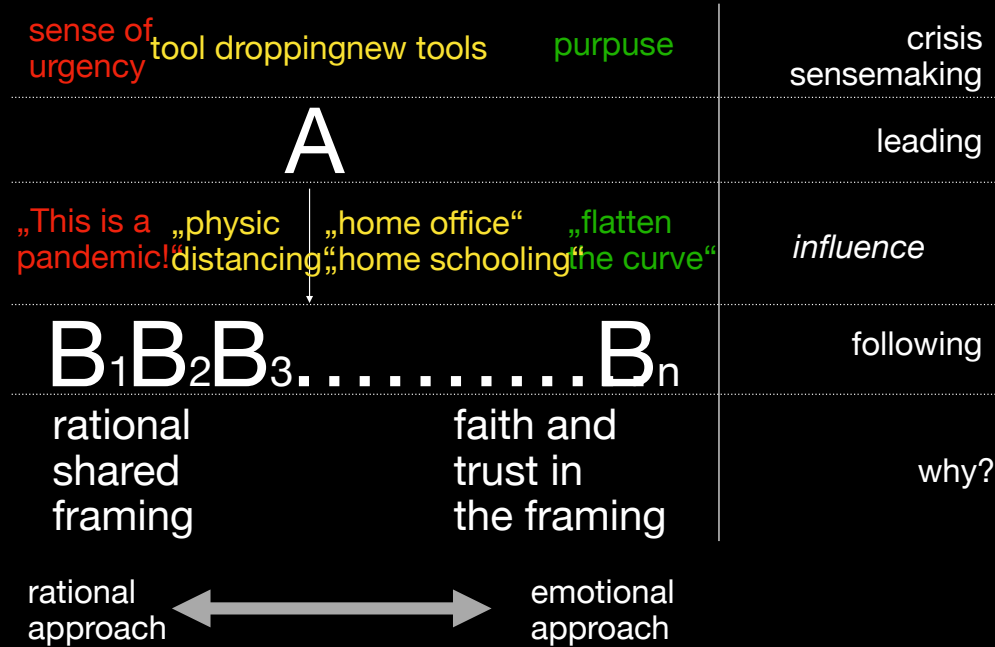 sense of
urgency
tool dropping
new tools
purpuse
crisis
sensemaking
A
leading
„This is a
pandemic!“
„physic
distancing“
„home office“
„home schooling“
„flatten
the curve“
influence
B1B2B3..........Bn
following
rational
shared
framing
faith and
trust in
the framing
why?
rational
approach
emotional
approach